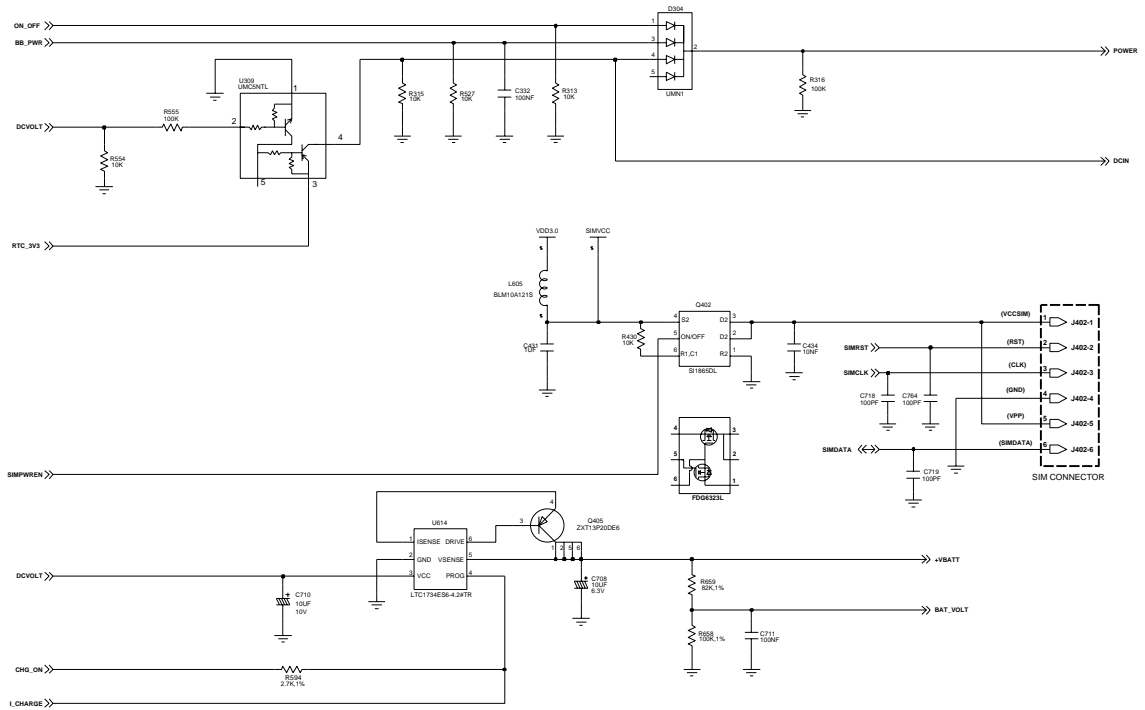 D304
ON_OFF
1
BB_PWR
3
2
POWER
4
5
UMN1
U309
UMC5NTL
1
R315
10K
R527
10K
C332
100NF
R313
10K
R316
100K
R555
100K
DCVOLT
2
4
R554
10K
5
3
DCIN
RTC_3V3
VDD3.0
SIMVCC
L605
BLM10A121S
Q402
4
S2
D2
3
5
ON/OFF
D2
2
6
R1,C1
R2
1
SI1865DL
R430
10K
C431
1UF
C434
10NF
(VCCSIM)
1
J402-1
SIMRST
(RST)
2
J402-2
SIMCLK
(CLK)
3
J402-3
C718
100PF
C764
100PF
(GND)
4
J402-4
(VPP)
5
J402-5
SIMDATA
(SIMDATA)
6
J402-6
C719
100PF
SIM CONNECTOR
4
3
5
2
6
1
FDG6323L
SIMPWREN
4
U614
3
Q405
ZXT13P20DE6
1
2
5
6
1
ISENSE
DRIVE
6
2
GND
VSENSE
5
+VBATT
DCVOLT
3
VCC
PROG
4
LTC1734ES6-4.2#TR
C710
10UF
10V
C708
10UF
6.3V
R659
82K,1%
BAT_VOLT
R658
100K,1%
C711
100NF
CHG_ON
R594
2.7K,1%
I_CHARGE